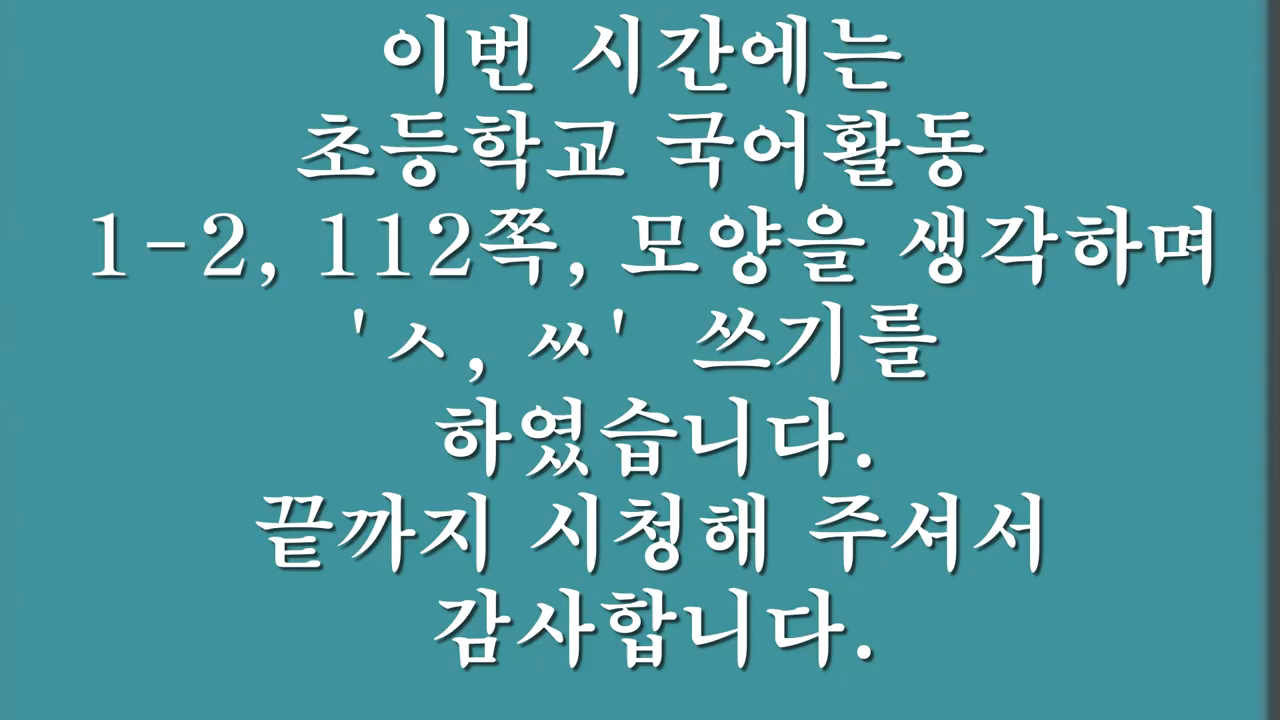 이번 시간에는
초등학교 국어활동
1-2, 112쪽, 모양을 생각하며
'ㅅ, ㅆ' 쓰기를
하였습니다.
끝까지 시청해 주셔서
감사합니다.